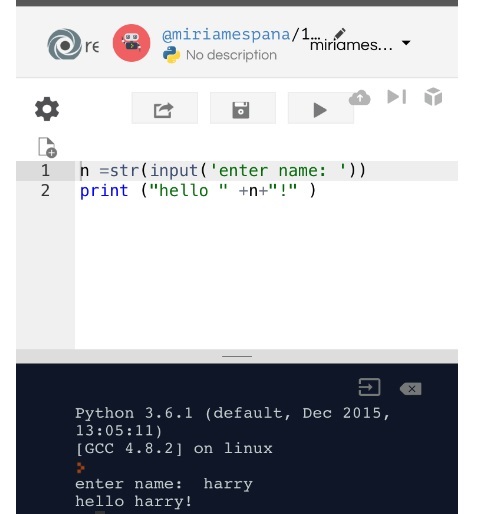 re
@miriamespana/1...
miriames...
No description
1 n =str(input('enter name: '))
2 print ("hello " +n+"!" )
Python 3.6.1 (default, Dec 2015,
13:05:11)
[GCC 4.8.2] on linux
enter name:  harry
hello harry!